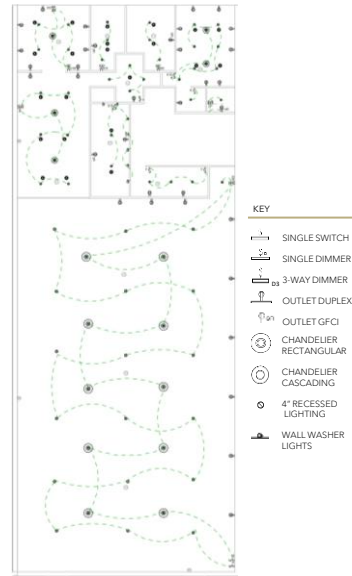 KEY
SINGLE SWITCH
SINGLE DIMMER
D3 3-WAY DIMMER
OUTLET DUPLEX
OUTLET GFCI
CHANDELIER
RECTANGULAR
CHANDELIER
CASCADING
4" RECESSED
LIGHTING
WALL WASHER
LIGHTS